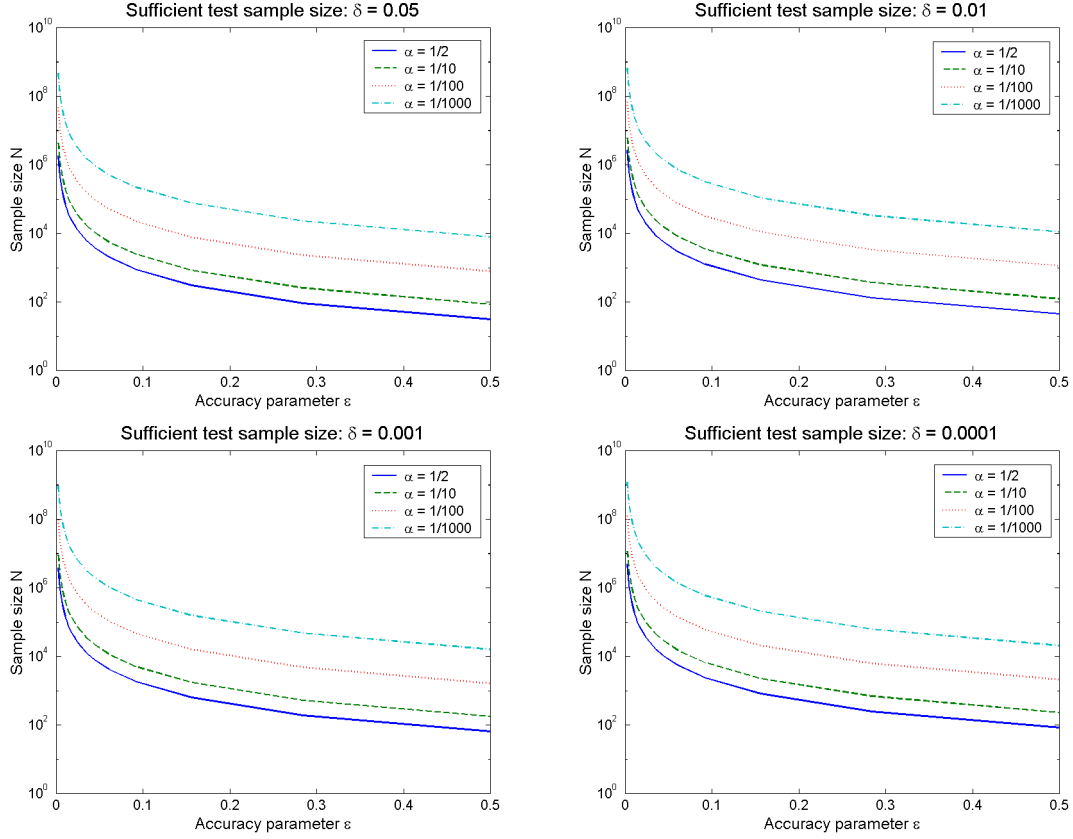 Sufficient test sample size: δ = 0.05
10^10
10^8
10^6
10^4
10^2
10^0
Sample size N
α = 1/2
α = 1/10
α = 1/100
α = 1/1000
0 0.1 0.2 0.3 0.4 0.5
Accuracy parameter ε
Sufficient test sample size: δ = 0.01
10^10
10^8
10^6
10^4
10^2
10^0
Sample size N
α = 1/2
α = 1/10
α = 1/100
α = 1/1000
0 0.1 0.2 0.3 0.4 0.5
Accuracy parameter ε
Sufficient test sample size: δ = 0.001
10^10
10^8
10^6
10^4
10^2
10^0
Sample size N
α = 1/2
α = 1/10
α = 1/100
α = 1/1000
0 0.1 0.2 0.3 0.4 0.5
Accuracy parameter ε
Sufficient test sample size: δ = 0.0001
10^10
10^8
10^6
10^4
10^2
10^0
Sample size N
α = 1/2
α = 1/10
α = 1/100
α = 1/1000
0 0.1 0.2 0.3 0.4 0.5
Accuracy parameter ε